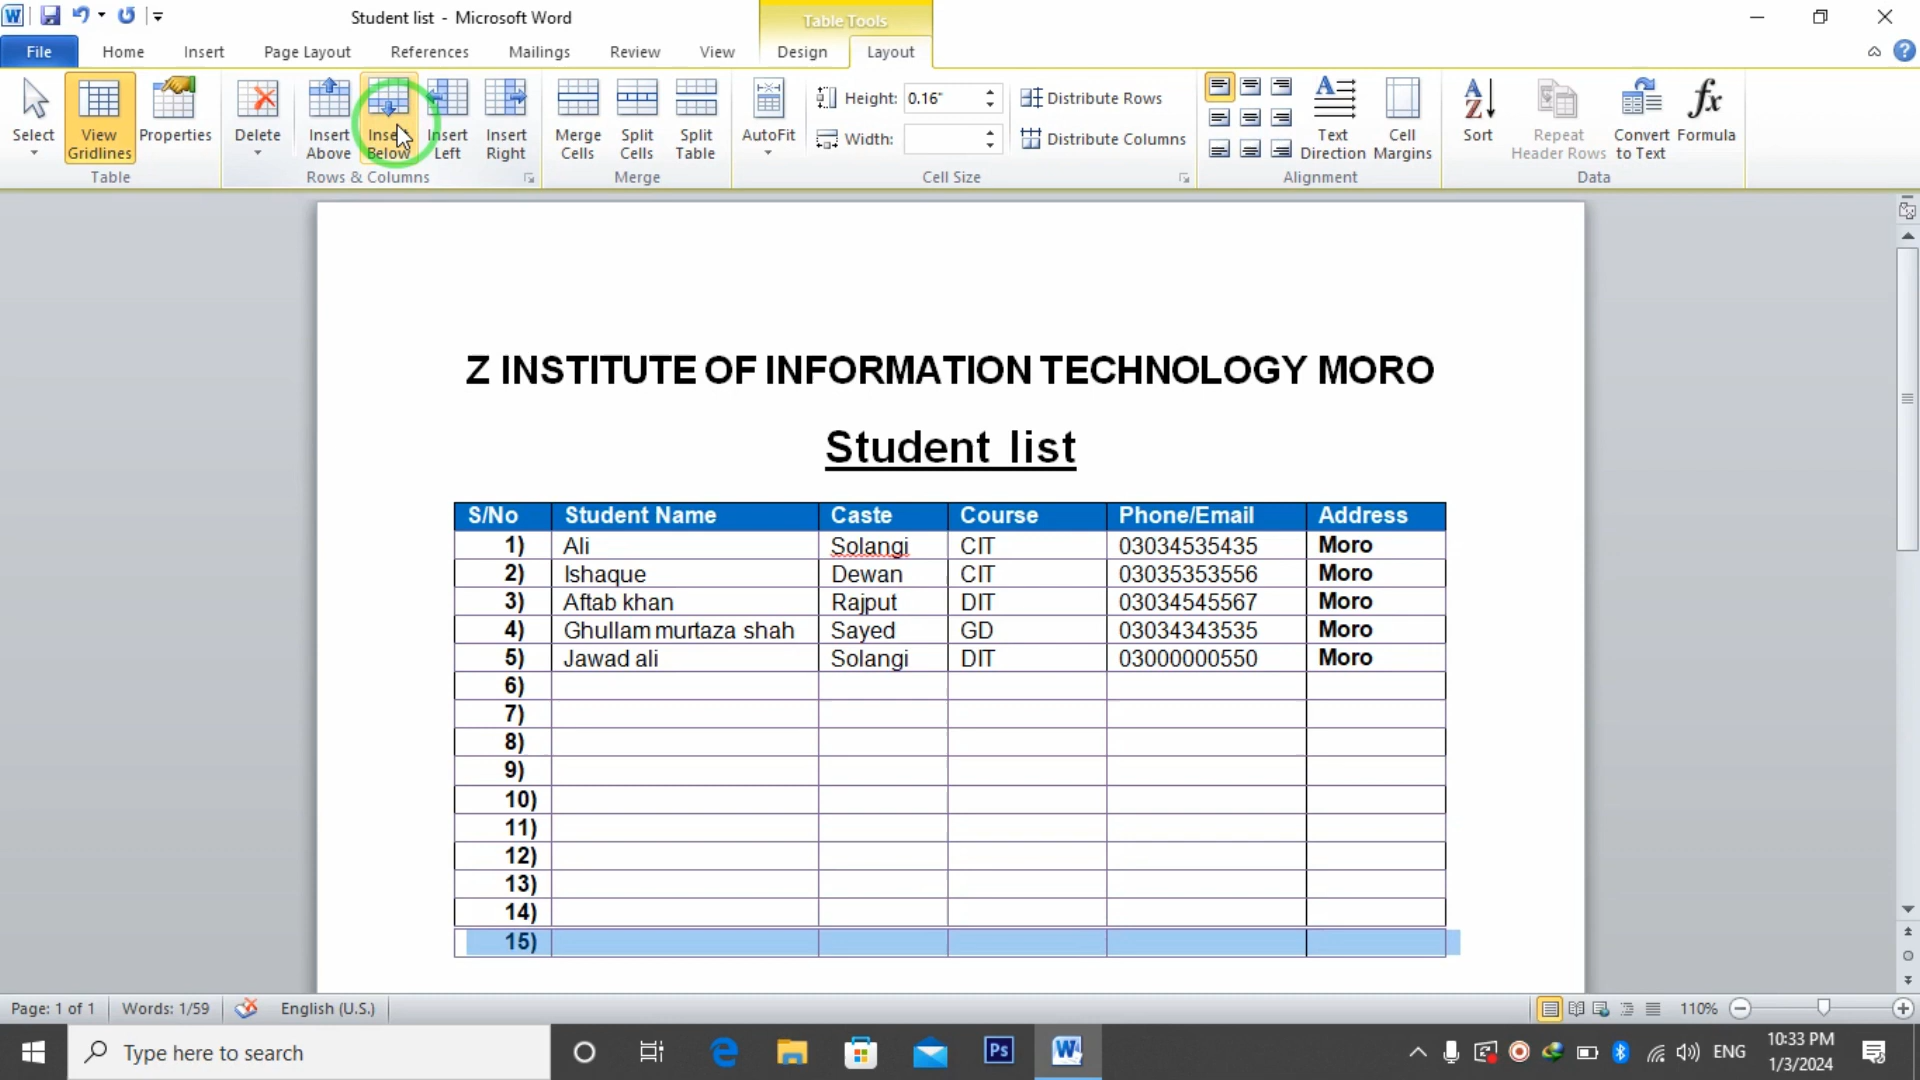 Student list - Microsoft Word
Table Tools
File Home Insert Page Layout References Mailings Review View Design Layout
Select
View Gridlines
Properties
Table
Delete
Insert Above
Insert Below
Insert Left
Insert Right
Rows & Columns
Merge Cells
Split Cells
Split Table
Merge
AutoFit
Height: 0.16"
Width:
Distribute Rows
Distribute Columns
Cell Size
Text Direction
Cell Margins
Alignment
Sort
Repeat Header Rows
Convert to Text
Formula
Data
Z INSTITUTE OF INFORMATION TECHNOLOGY MORO
Student list
S/No Student Name Caste Course Phone/Email Address
1) Ali Solangi CIT 03034535435 Moro
2) Ishaque Dewan CIT 03035353556 Moro
3) Aftab khan Rajput DIT 03034545567 Moro
4) Ghullam murtaza shah Sayed GD 03034343535 Moro
5) Jawad ali Solangi DIT 03000000550 Moro
6)
7)
8)
9)
10)
11)
12)
13)
14)
15)
Page: 1 of 1 Words: 1/59 English (U.S.) 110%
Type here to search
Ps
ENG
10:33 PM
1/3/2024